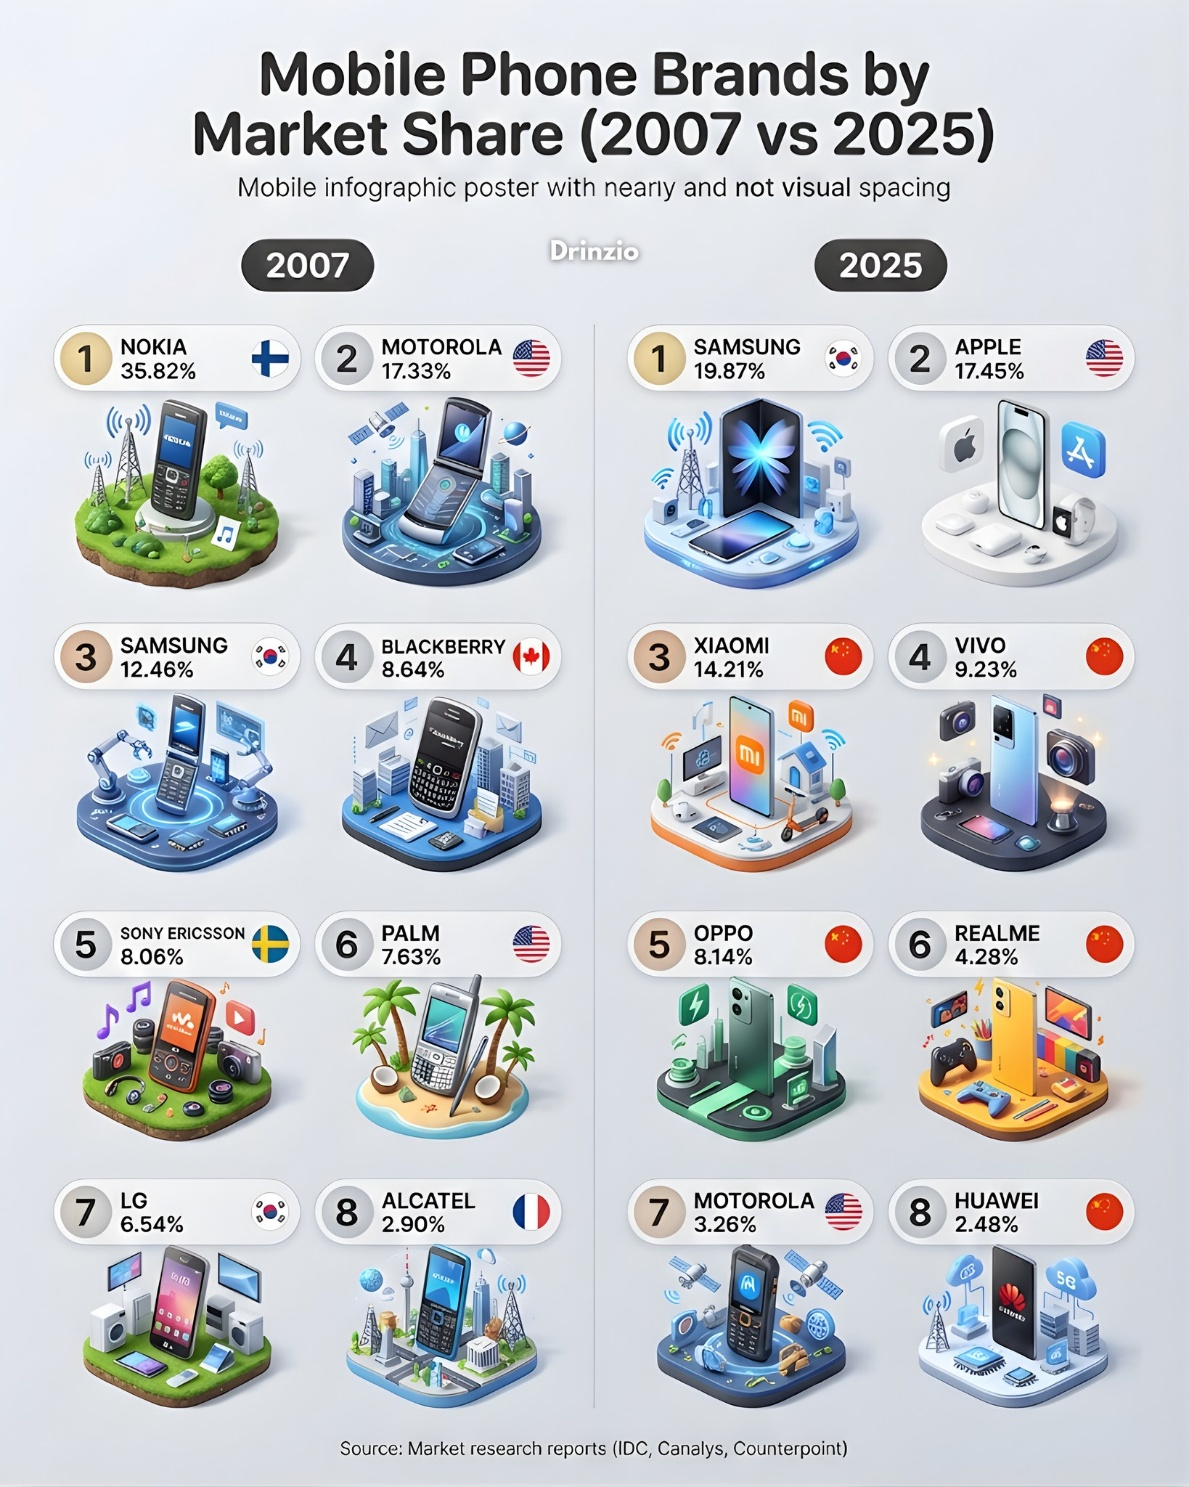 Mobile Phone Brands by
Market Share (2007 vs 2025)
Mobile infographic poster with nearly and not visual spacing
Drinzio
2007
2025
1
NOKIA
35.82%
2
MOTOROLA
17.33%
1
SAMSUNG
19.87%
2
APPLE
17.45%
3
SAMSUNG
12.46%
4
BLACKBERRY
8.64%
3
XIAOMI
14.21%
4
VIVO
9.23%
mi
mi
5
SONY ERICSSON
8.06%
6
PALM
7.63%
5
OPPO
8.14%
6
REALME
4.28%
7
LG
6.54%
8
ALCATEL
2.90%
7
MOTOROLA
3.26%
8
HUAWEI
2.48%
5G
Source: Market research reports (IDC, Canalys, Counterpoint)